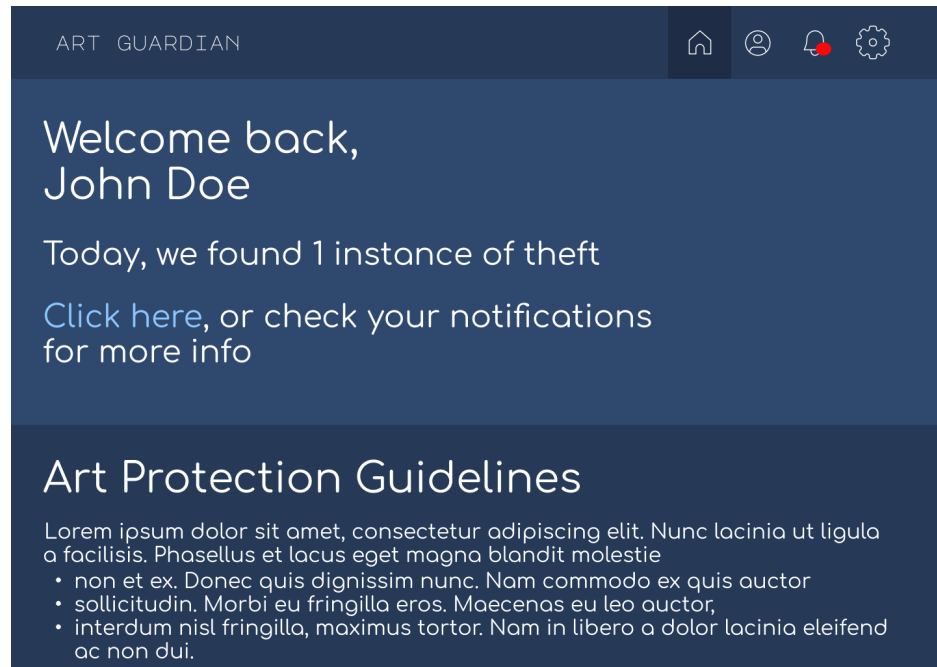 ART GUARDIAN
Welcome back,
John Doe
Today, we found 1 instance of theft
Click here, or check your notifications
for more info
Art Protection Guidelines
Lorem ipsum dolor sit amet, consectetur adipiscing elit. Nunc lacinia ut ligula
a facilisis. Phasellus et lacus eget magna blandit molestie
• non et ex. Donec quis dignissim nunc. Nam commodo ex quis auctor
• sollicitudin. Morbi eu fringilla eros. Maecenas eu leo auctor,
• interdum nisl fringilla, maximus tortor. Nam in libero a dolor lacinia eleifend
ac non dui.